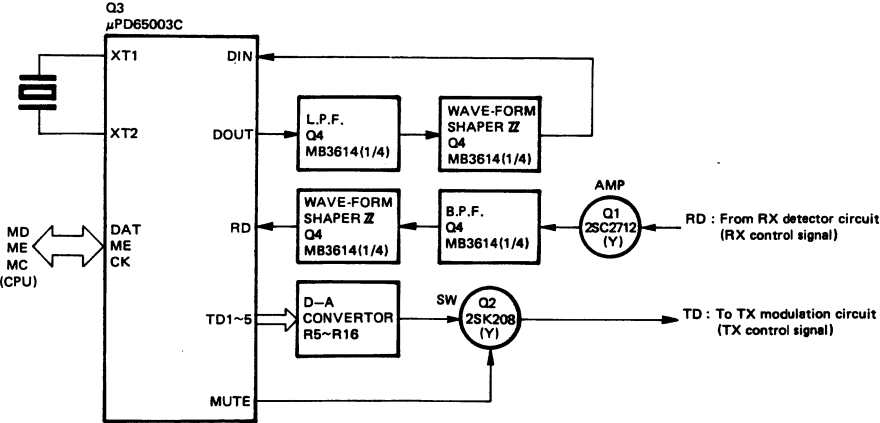 Q3
μPD65003C
XT1
DIN
L.P.F.
Q4
MB3614(1/4)
WAVE-FORM
SHAPER II
Q4
MB3614(1/4)
XT2
DOUT
AMP
WAVE-FORM
SHAPER II
Q4
MB3614(1/4)
B.P.F.
Q4
MB3614(1/4)
Q1
2SC2712
(Y)
RD : From RX detector circuit
(RX control signal)
MD
ME
MC
(CPU)
DAT
ME
CK
RD
D–A
CONVERTOR
R5~R16
SW
Q2
2SK208
(Y)
TD1~5
TD : To TX modulation circuit
(TX control signal)
MUTE